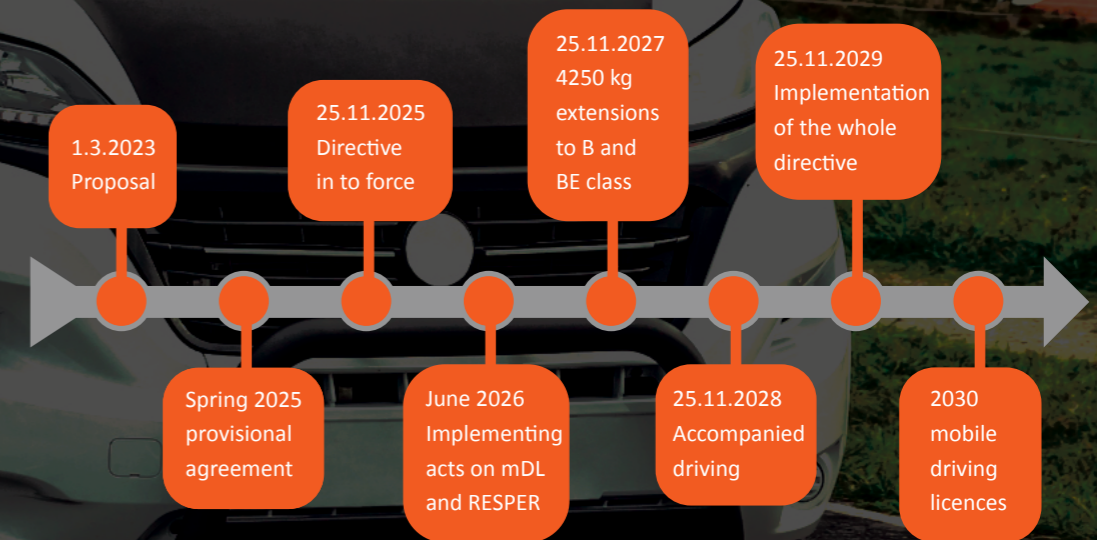 1.3.2023
Proposal
Spring 2025
provisional
agreement
25.11.2025
Directive
in to force
June 2026
Implementing
acts on mDL
and RESPER
25.11.2027
4250 kg
extensions
to B and
BE class
25.11.2028
Accompanied
driving
25.11.2029
Implementation
of the whole
directive
2030
mobile
driving
licences